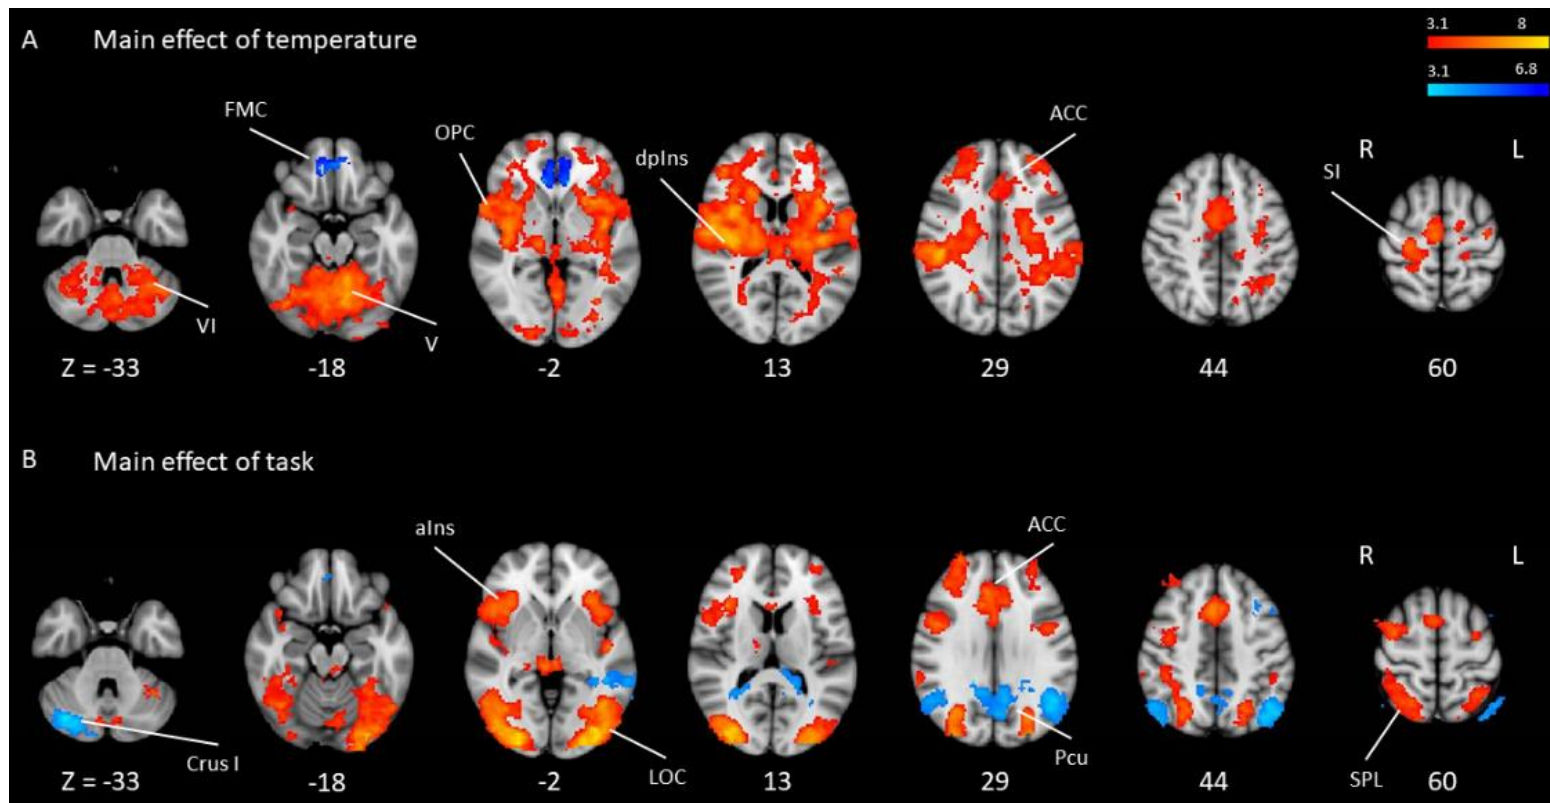 A Main effect of temperature
3.1 8
3.1 6.8
FMC
OPC
dpIns
ACC
R L
SI
VI
V
Z = -33 -18 -2 13 29 44 60
B Main effect of task
aIns
ACC
R L
Crus I
LOC
Pcu
SPL
Z = -33 -18 -2 13 29 44 60